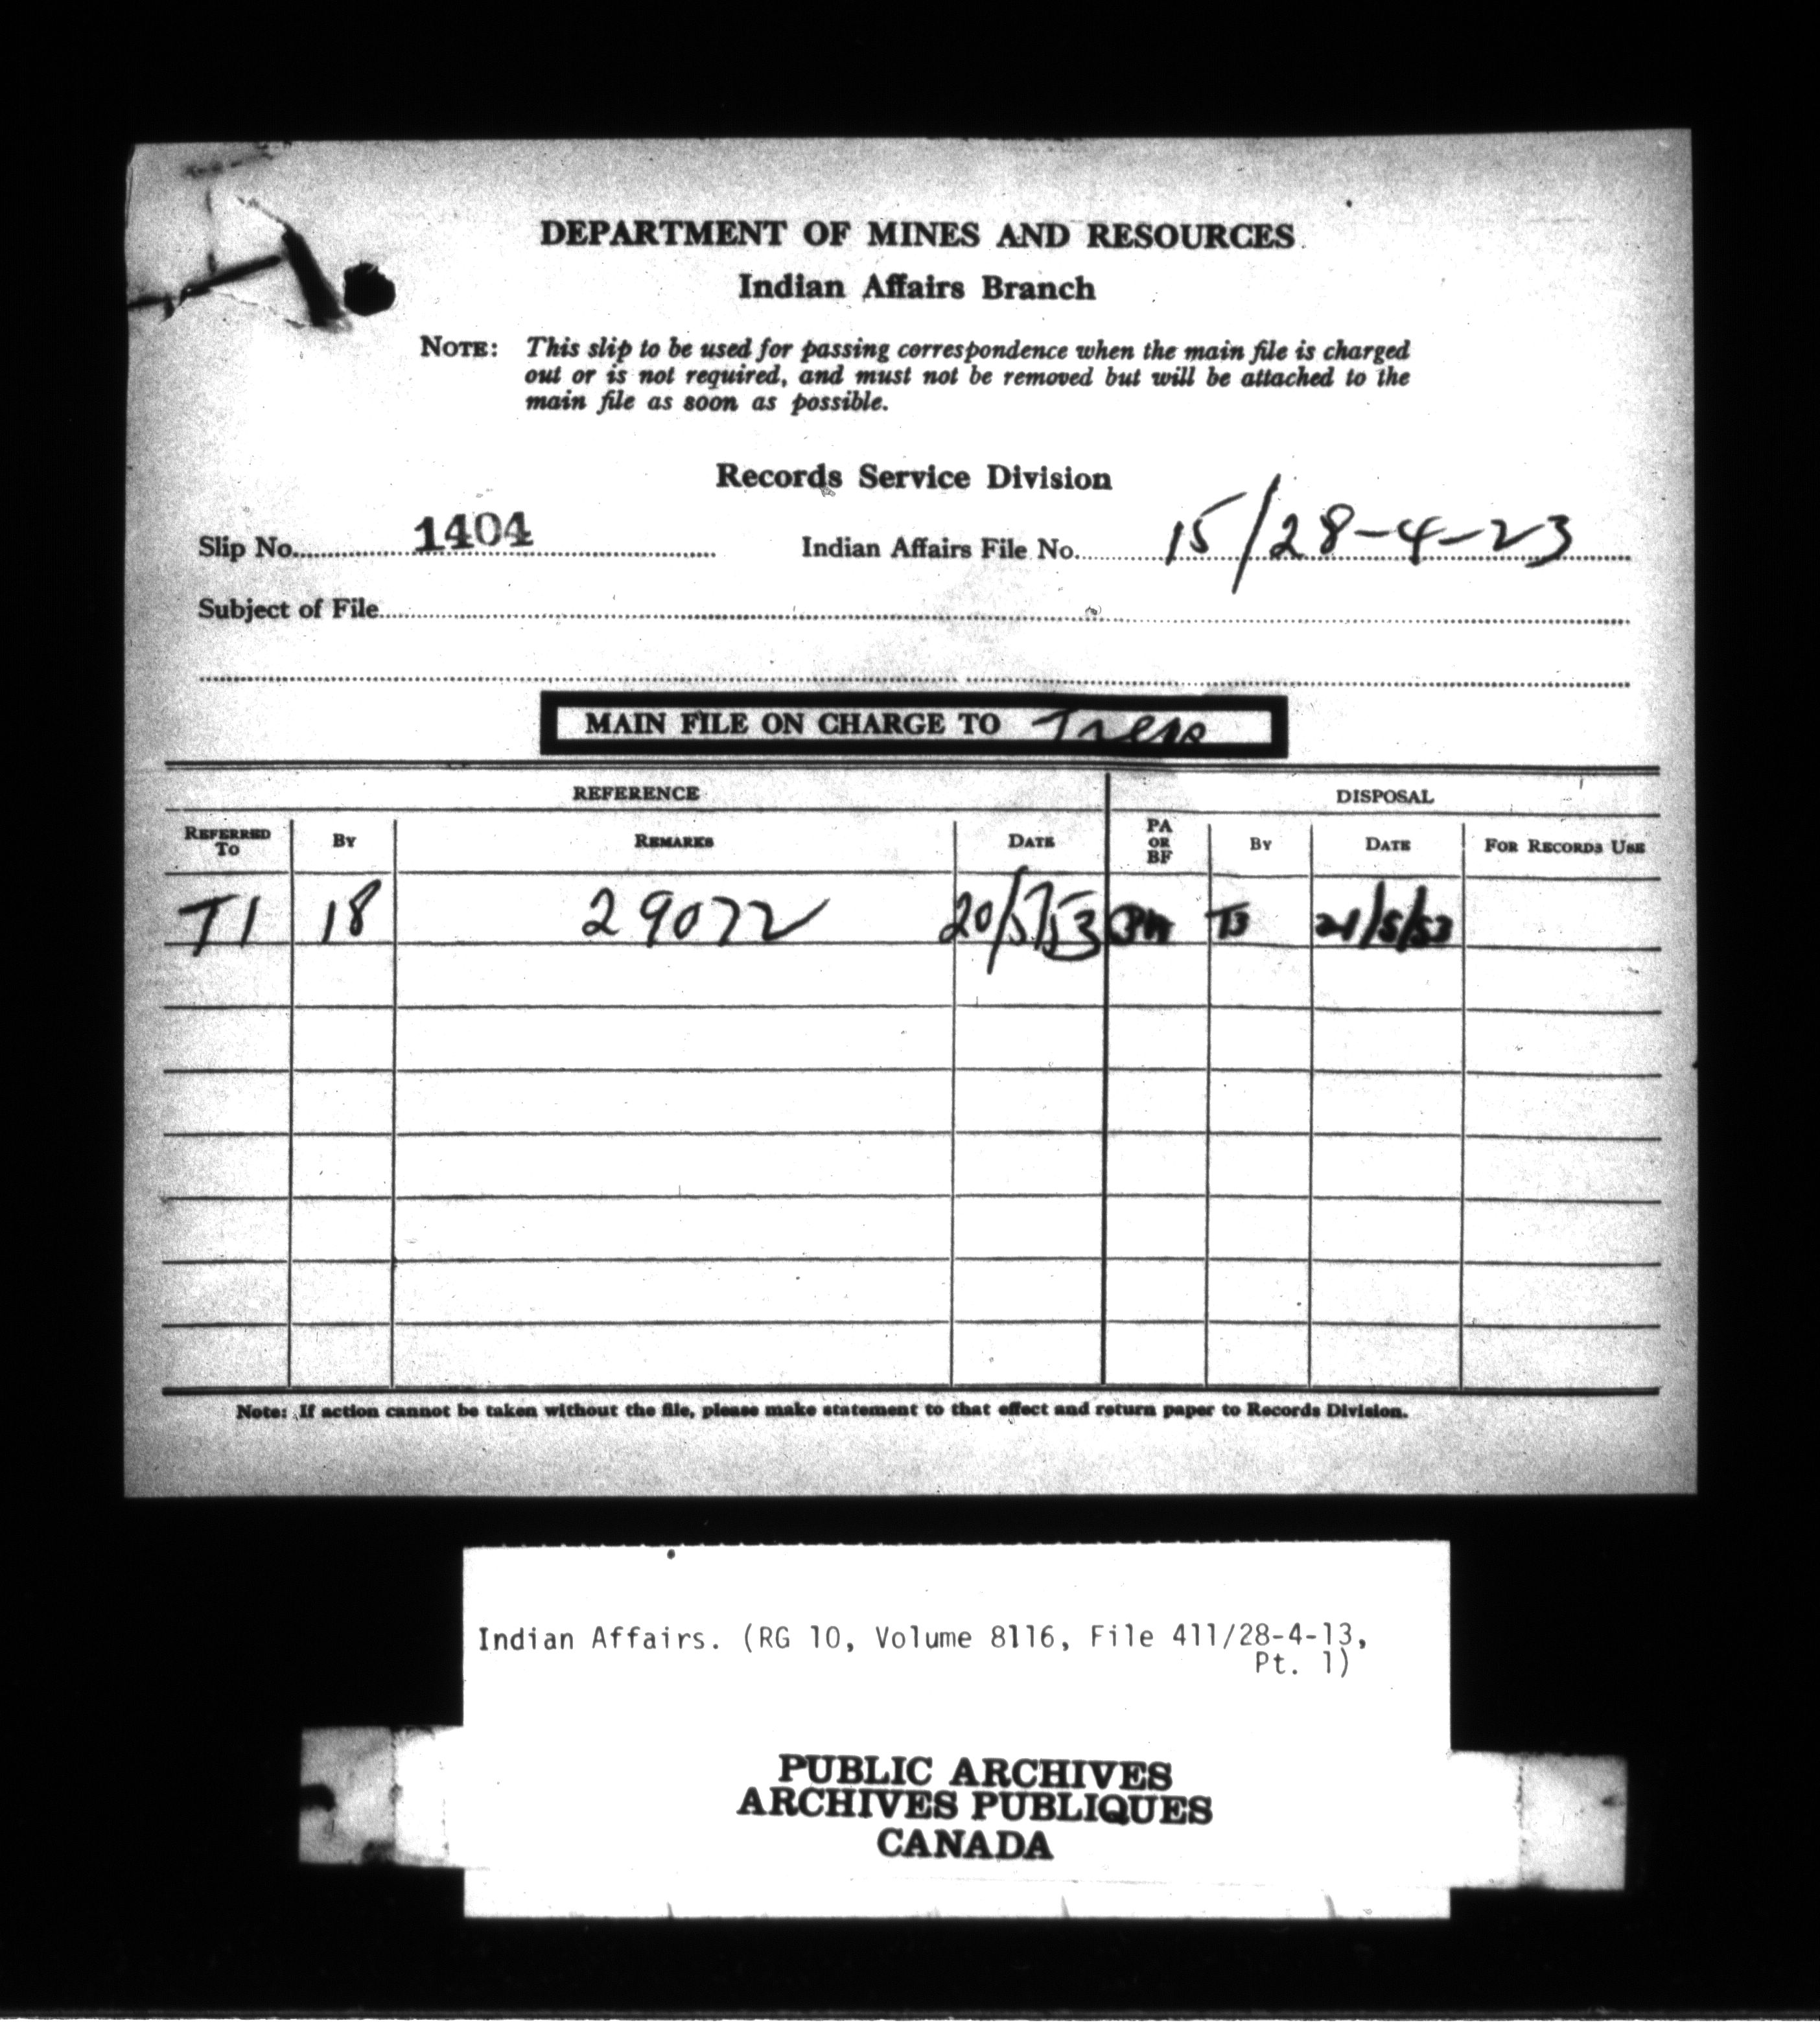 DEPARTMENT OF MINES AND RESOURCES
Indian Affairs Branch
NOTE: This slip to be used for passing correspondence when the main file is charged
out or is not required, and must not be removed but will be attached to the
main file as soon as possible.
Records Service Division
Slip No. 1404 Indian Affairs File No. 15/28-4-23
Subject of File
MAIN FILE ON CHARGE TO
REFERENCE DISPOSAL
REFERRED TO BY REMARKS DATE PA OR BF BY DATE FOR RECORDS USE
T1 18 29072 20/5/53 T3 21/5/53
Note: If action cannot be taken without the file, please make statement to that effect and return paper to Records Division.
Indian Affairs. (RG 10, Volume 8116, File 411/28-4-13,
Pt. 1)
PUBLIC ARCHIVES
ARCHIVES PUBLIQUES
CANADA